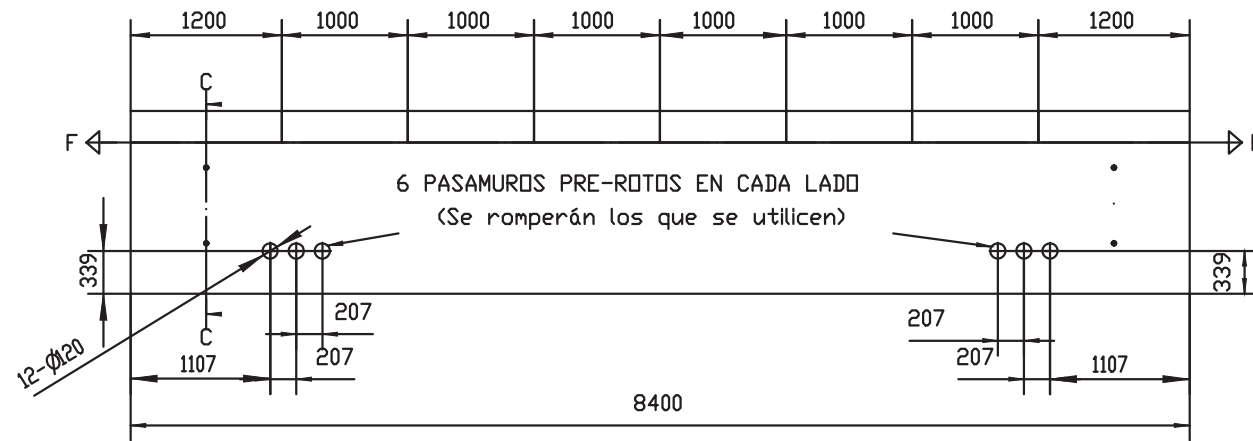 1200 1000 1000 1000 1000 1000 1000 1200
C
F
6 PASAMUROS PRE-ROTOS EN CADA LADO
(Se romperán los que se utilicen)
339 339
207 207
C
12-Ø120
207 207
1107 1107
8400